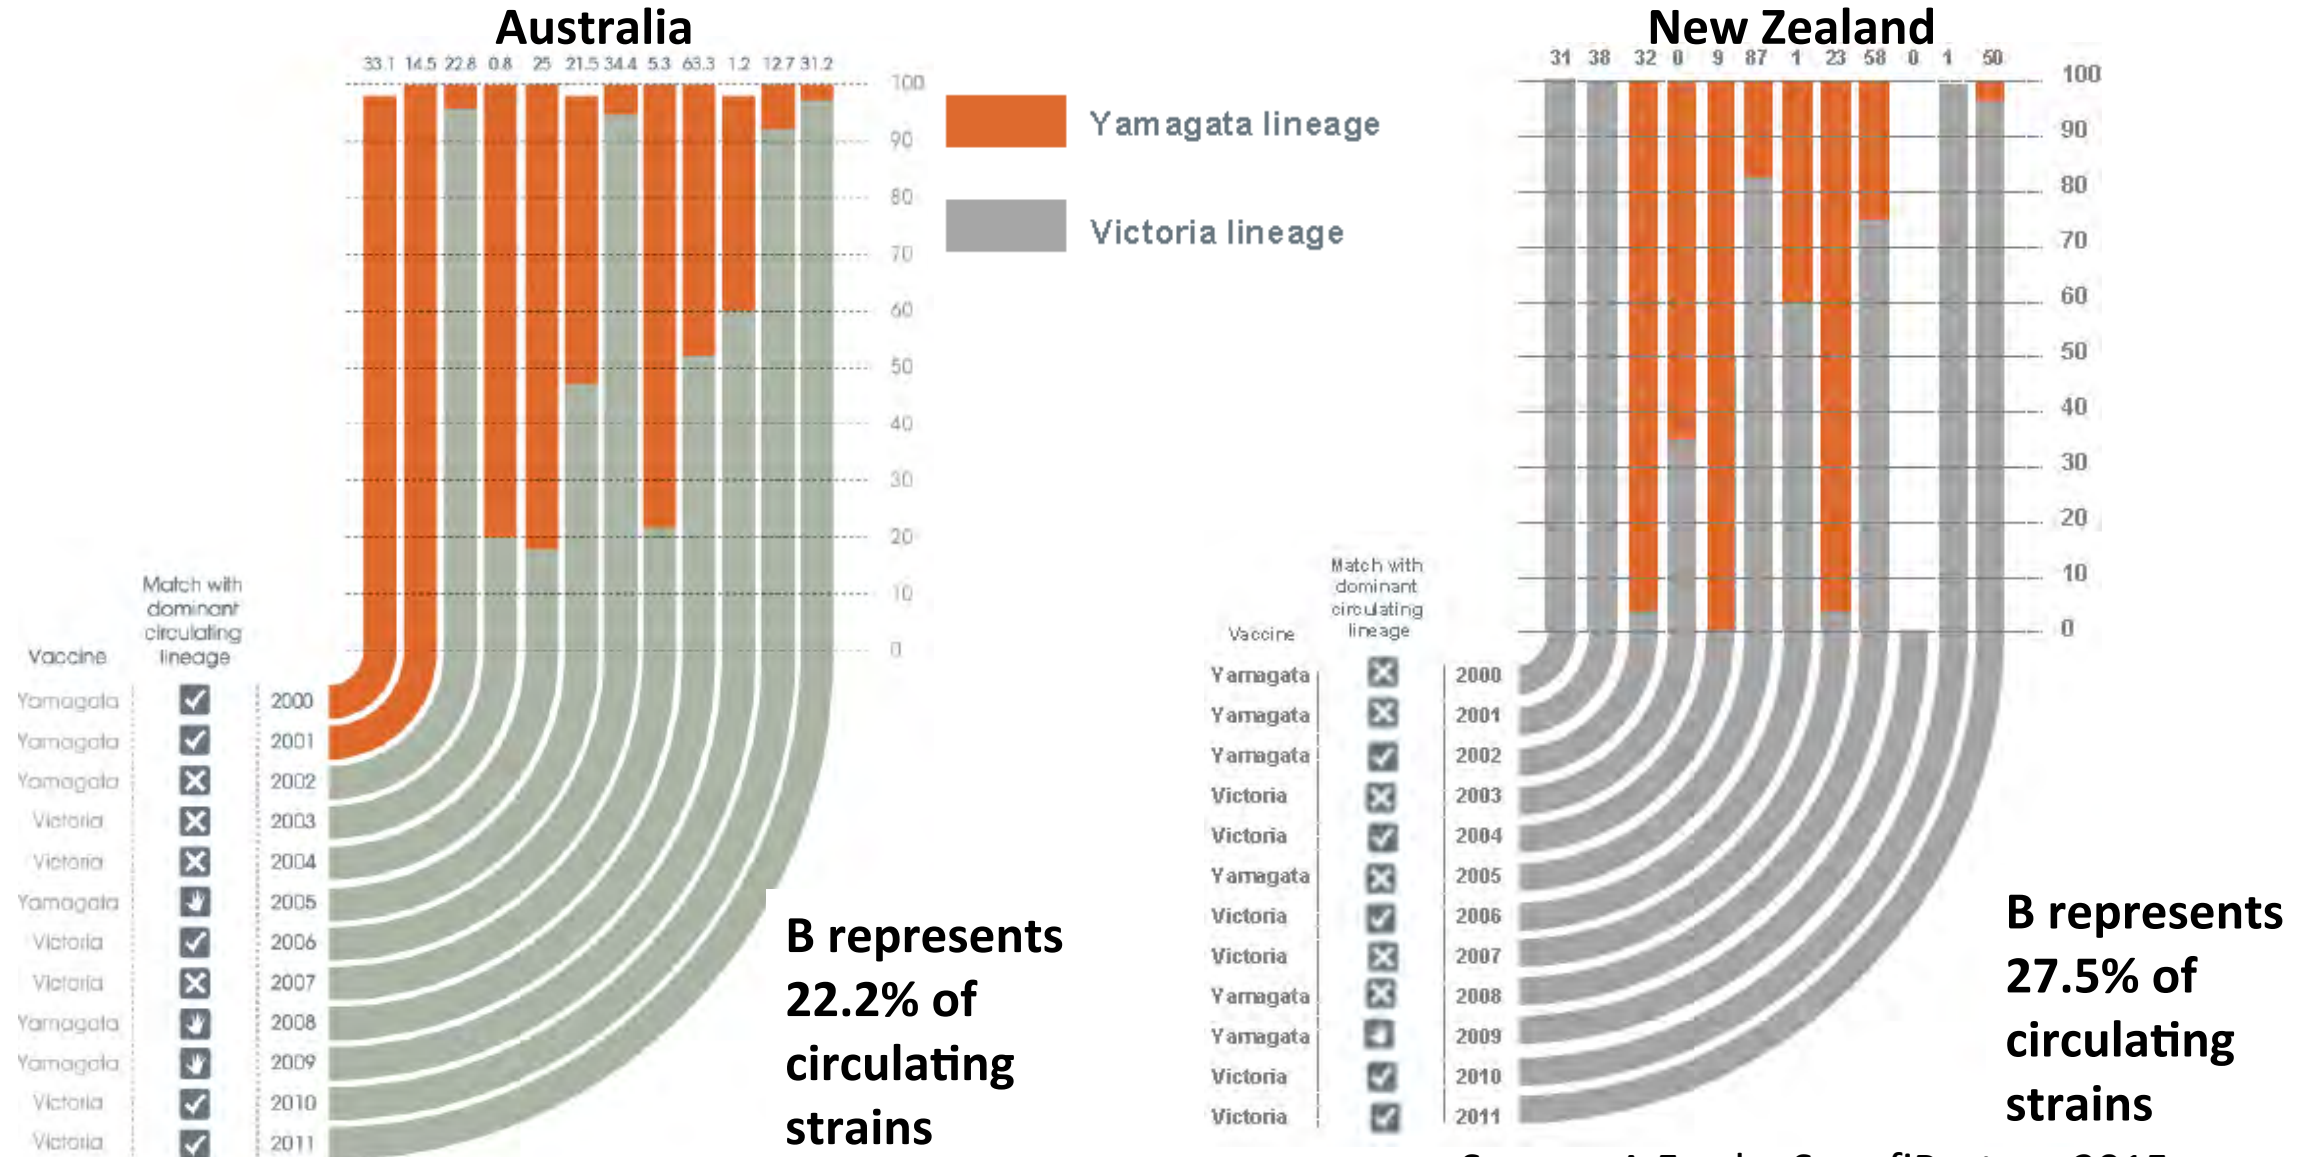 Australia
33.1 14.5 22.8 0.8 25 21.5 34.4 5.3 63.3 1.2 12.7 31.2
100
90
80
70
60
50
40
30
20
10
0
Yamagata lineage
Victoria lineage
Match with
dominant
circulating
lineage
Vaccine
Yamagata 2000
Yamagata 2001
Yamagata 2002
Victoria 2003
Victoria 2004
Yamagata 2005
Victoria 2006
Victoria 2007
Yamagata 2008
Yamagata 2009
Victoria 2010
Victoria 2011
B represents
22.2% of
circulating
strains
New Zealand
31 38 32 0 9 87 1 23 58 0 1 50
100
90
80
70
60
50
40
30
20
10
0
Match with
dominant
circulating
lineage
Vaccine
Yamagata 2000
Yamagata 2001
Yamagata 2002
Victoria 2003
Victoria 2004
Yamagata 2005
Victoria 2006
Victoria 2007
Yamagata 2008
Yamagata 2009
Victoria 2010
Victoria 2011
B represents
27.5% of
circulating
strains